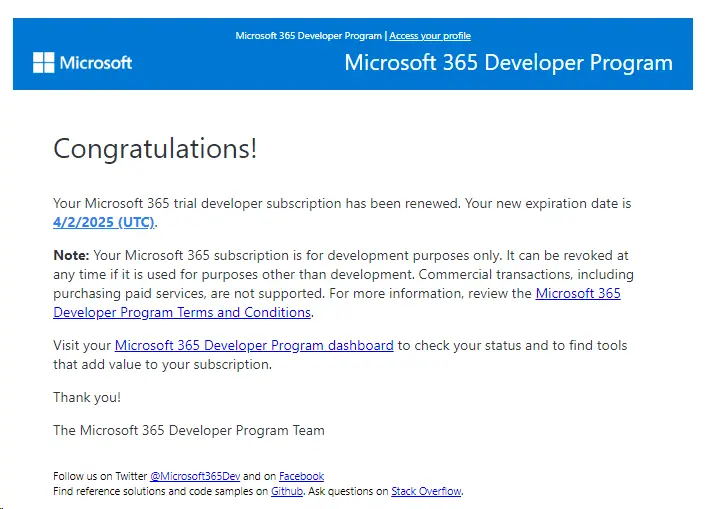 Microsoft 365 Developer Program | Access your profile
Microsoft
Microsoft 365 Developer Program
Congratulations!
Your Microsoft 365 trial developer subscription has been renewed. Your new expiration date is
4/2/2025 (UTC).
Note: Your Microsoft 365 subscription is for development purposes only. It can be revoked at
any time if it is used for purposes other than development. Commercial transactions, including
purchasing paid services, are not supported. For more information, review the Microsoft 365
Developer Program Terms and Conditions.
Visit your Microsoft 365 Developer Program dashboard to check your status and to find tools
that add value to your subscription.
Thank you!
The Microsoft 365 Developer Program Team
Follow us on Twitter @Microsoft365Dev and on Facebook
Find reference solutions and code samples on Github. Ask questions on Stack Overflow.